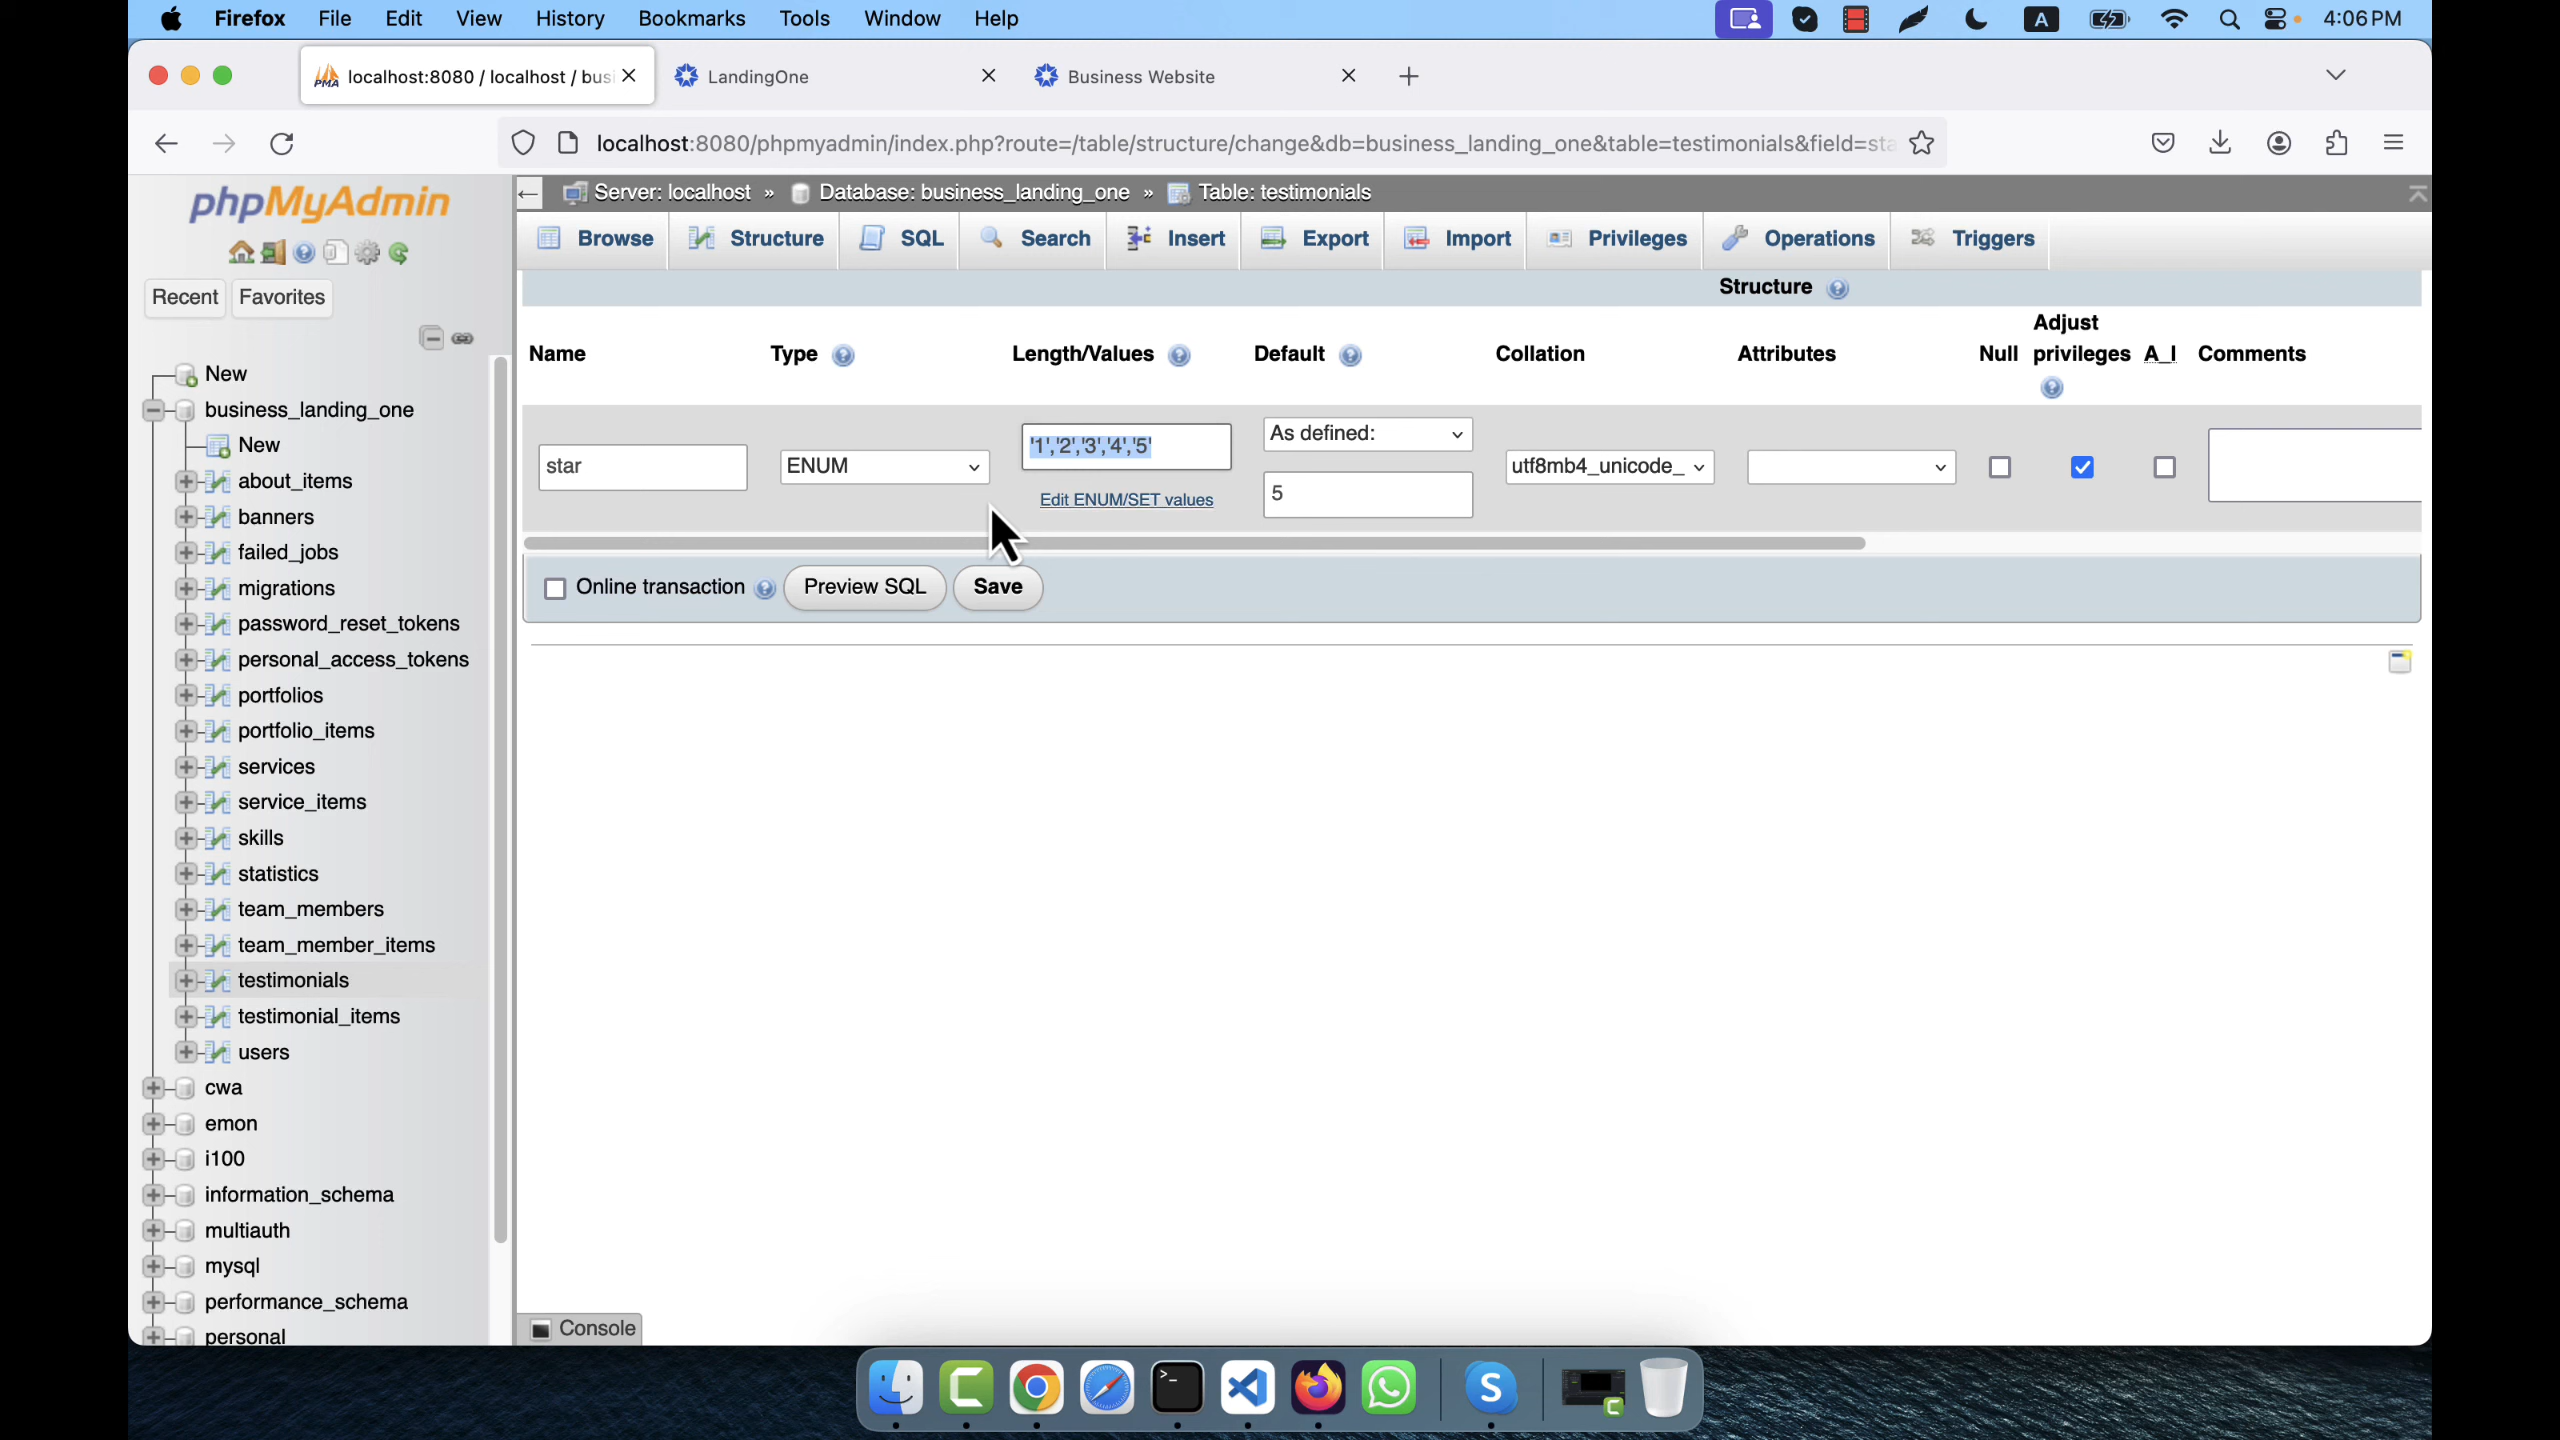 Firefox File Edit View History Bookmarks Tools Window Help A 4:06 PM
localhost:8080 / localhost / busi LandingOne Business Website
localhost:8080/phpmyadmin/index.php?route=/table/structure/change&db=business_landing_one&table=testimonials&field=sta
phpMyAdmin
Recent Favorites
New
business_landing_one
New
about_items
banners
failed_jobs
migrations
password_reset_tokens
personal_access_tokens
portfolios
portfolio_items
services
service_items
skills
statistics
team_members
team_member_items
testimonials
testimonial_items
users
cwa
emon
i100
information_schema
multiauth
mysql
performance_schema
personal
Server: localhost » Database: business_landing_one » Table: testimonials
Browse Structure SQL Search Insert Export Import Privileges Operations Triggers
Structure
Name Type Length/Values Default Collation Attributes Null Adjust privileges A_I Comments
star ENUM '1','2','3','4','5' As defined: utf8mb4_unicode_
Edit ENUM/SET values 5
Online transaction Preview SQL Save
Console